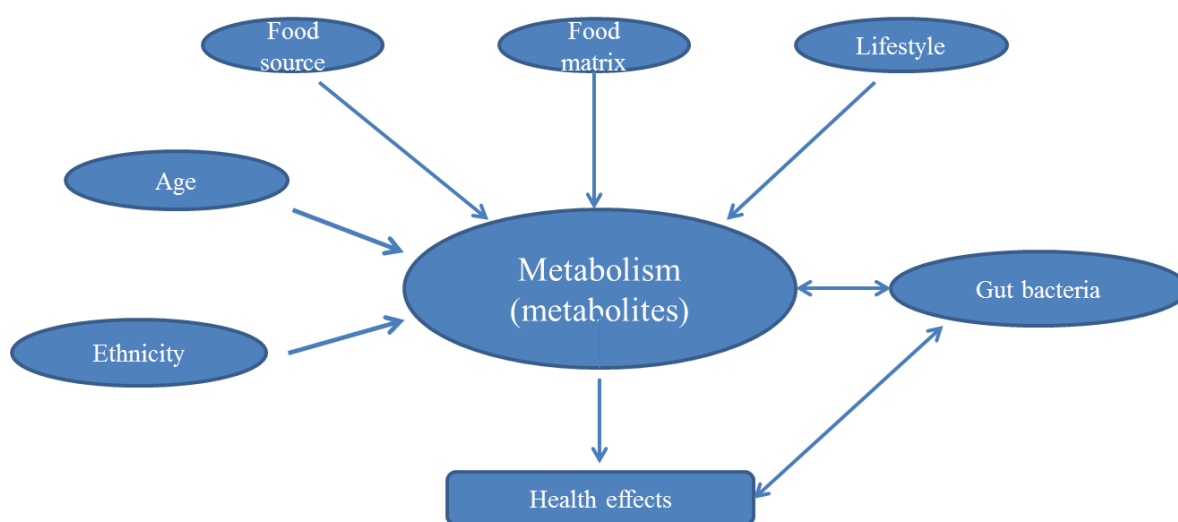 Food
source
Food
matrix
Lifestyle
Age
Metabolism
(metabolites)
Gut bacteria
Ethnicity
Health effects